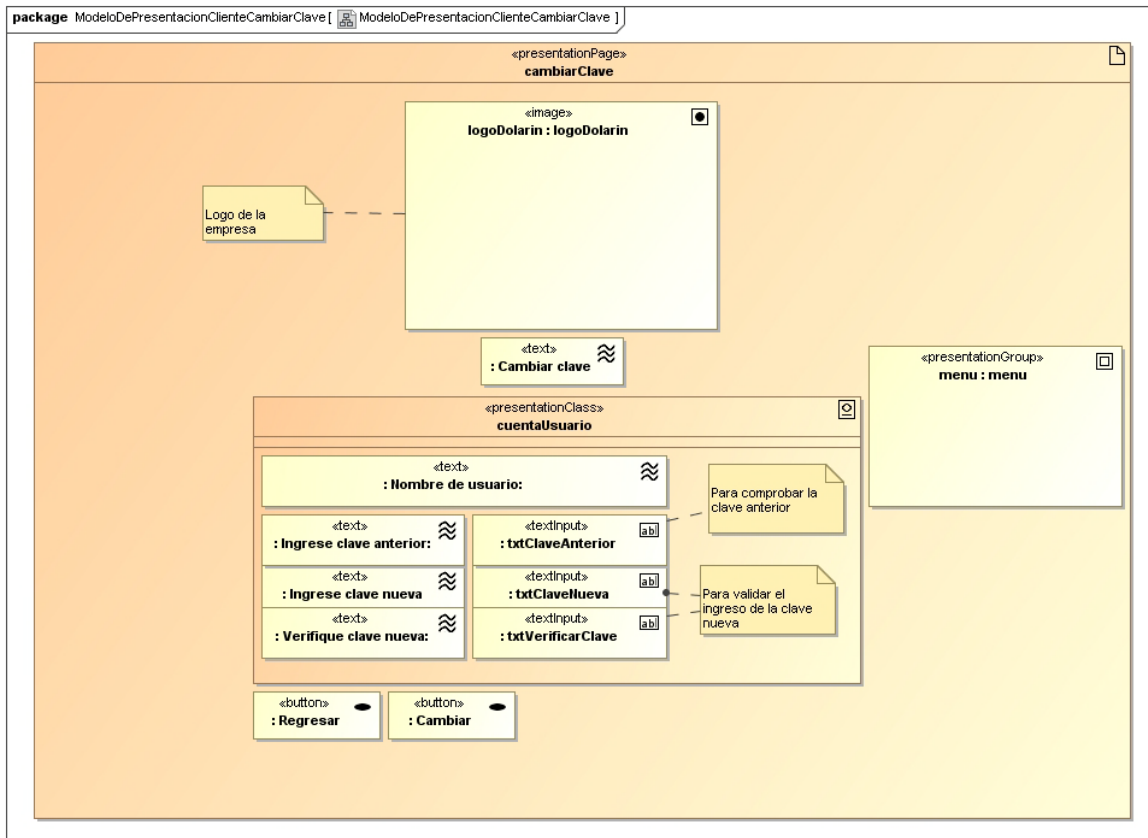 package ModeloDePresentacionClienteCambiarClave [ ModeloDePresentacionClienteCambiarClave ]
«presentationPage»
cambiarClave
«image»
logoDolarin : logoDolarin
Logo de la
empresa
«text»
: Cambiar clave
«presentationGroup»
menu : menu
«presentationClass»
cuentaUsuario
«text»
: Nombre de usuario:
Para comprobar la
clave anterior
«text»
: Ingrese clave anterior:
«textInput»
abl
: txtClaveAnterior
«text»
: Ingrese clave nueva
«textInput»
abl
: txtClaveNueva
Para validar el
ingreso de la clave
nueva
«text»
: Verifique clave nueva:
«textInput»
abl
: txtVerificarClave
«button»
: Regresar
«button»
: Cambiar